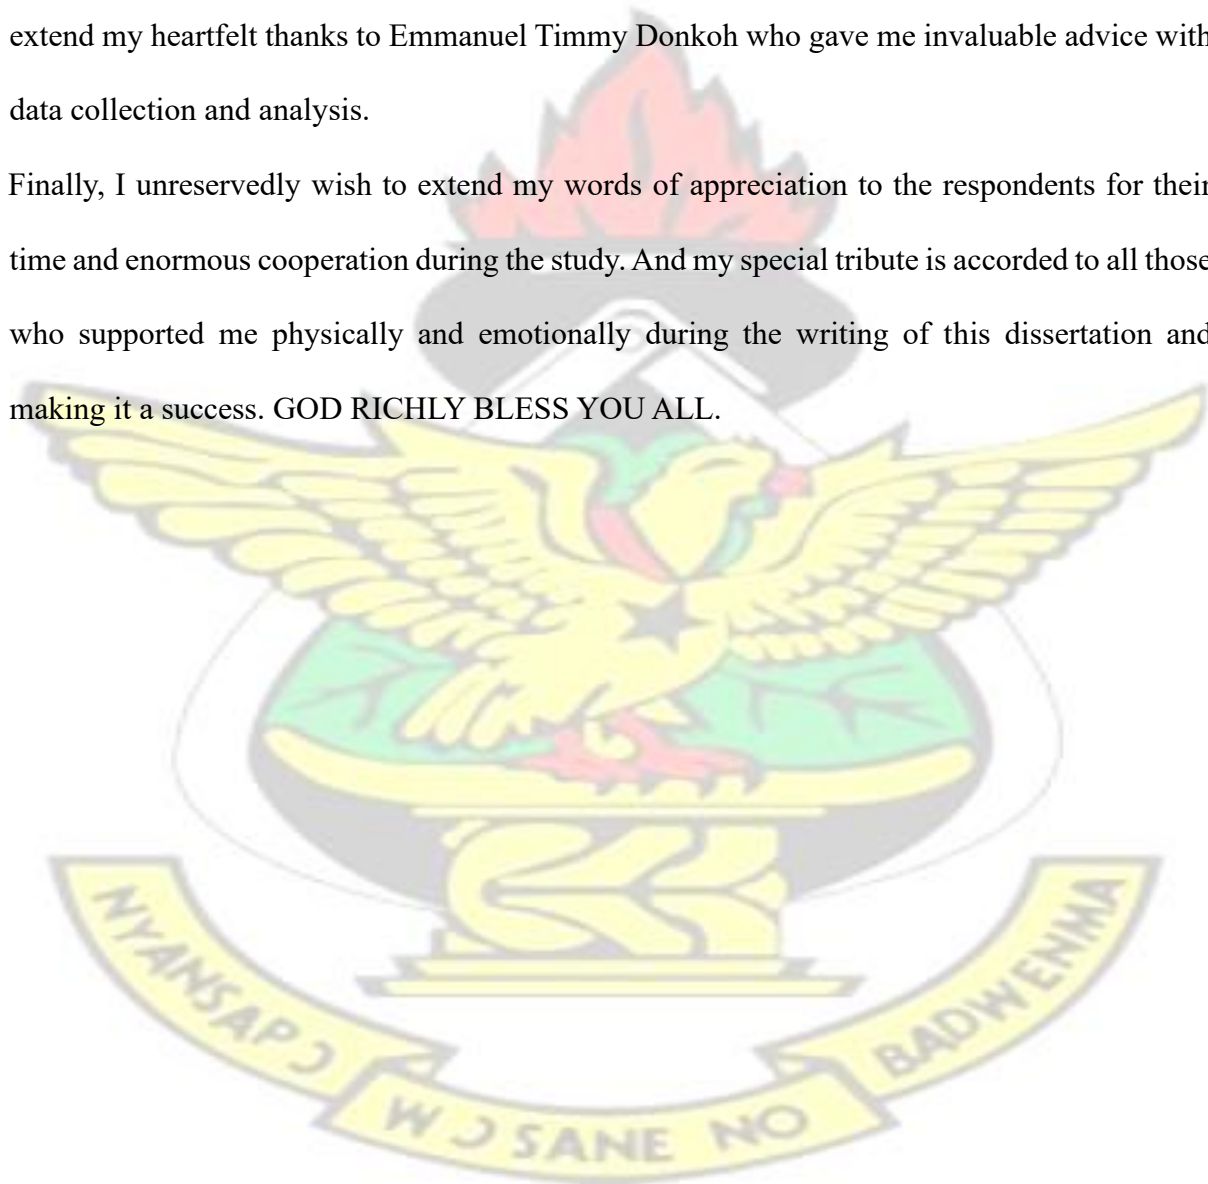 extend my heartfelt thanks to Emmanuel Timmy Donkoh who gave me invaluable advice with
data collection and analysis.
Finally, I unreservedly wish to extend my words of appreciation to the respondents for their
time and enormous cooperation during the study. And my special tribute is accorded to all those
who supported me physically and emotionally during the writing of this dissertation and
making it a success. GOD RICHLY BLESS YOU ALL.
NYANSAPƆ
WƆ SANE NO
BADWENMA